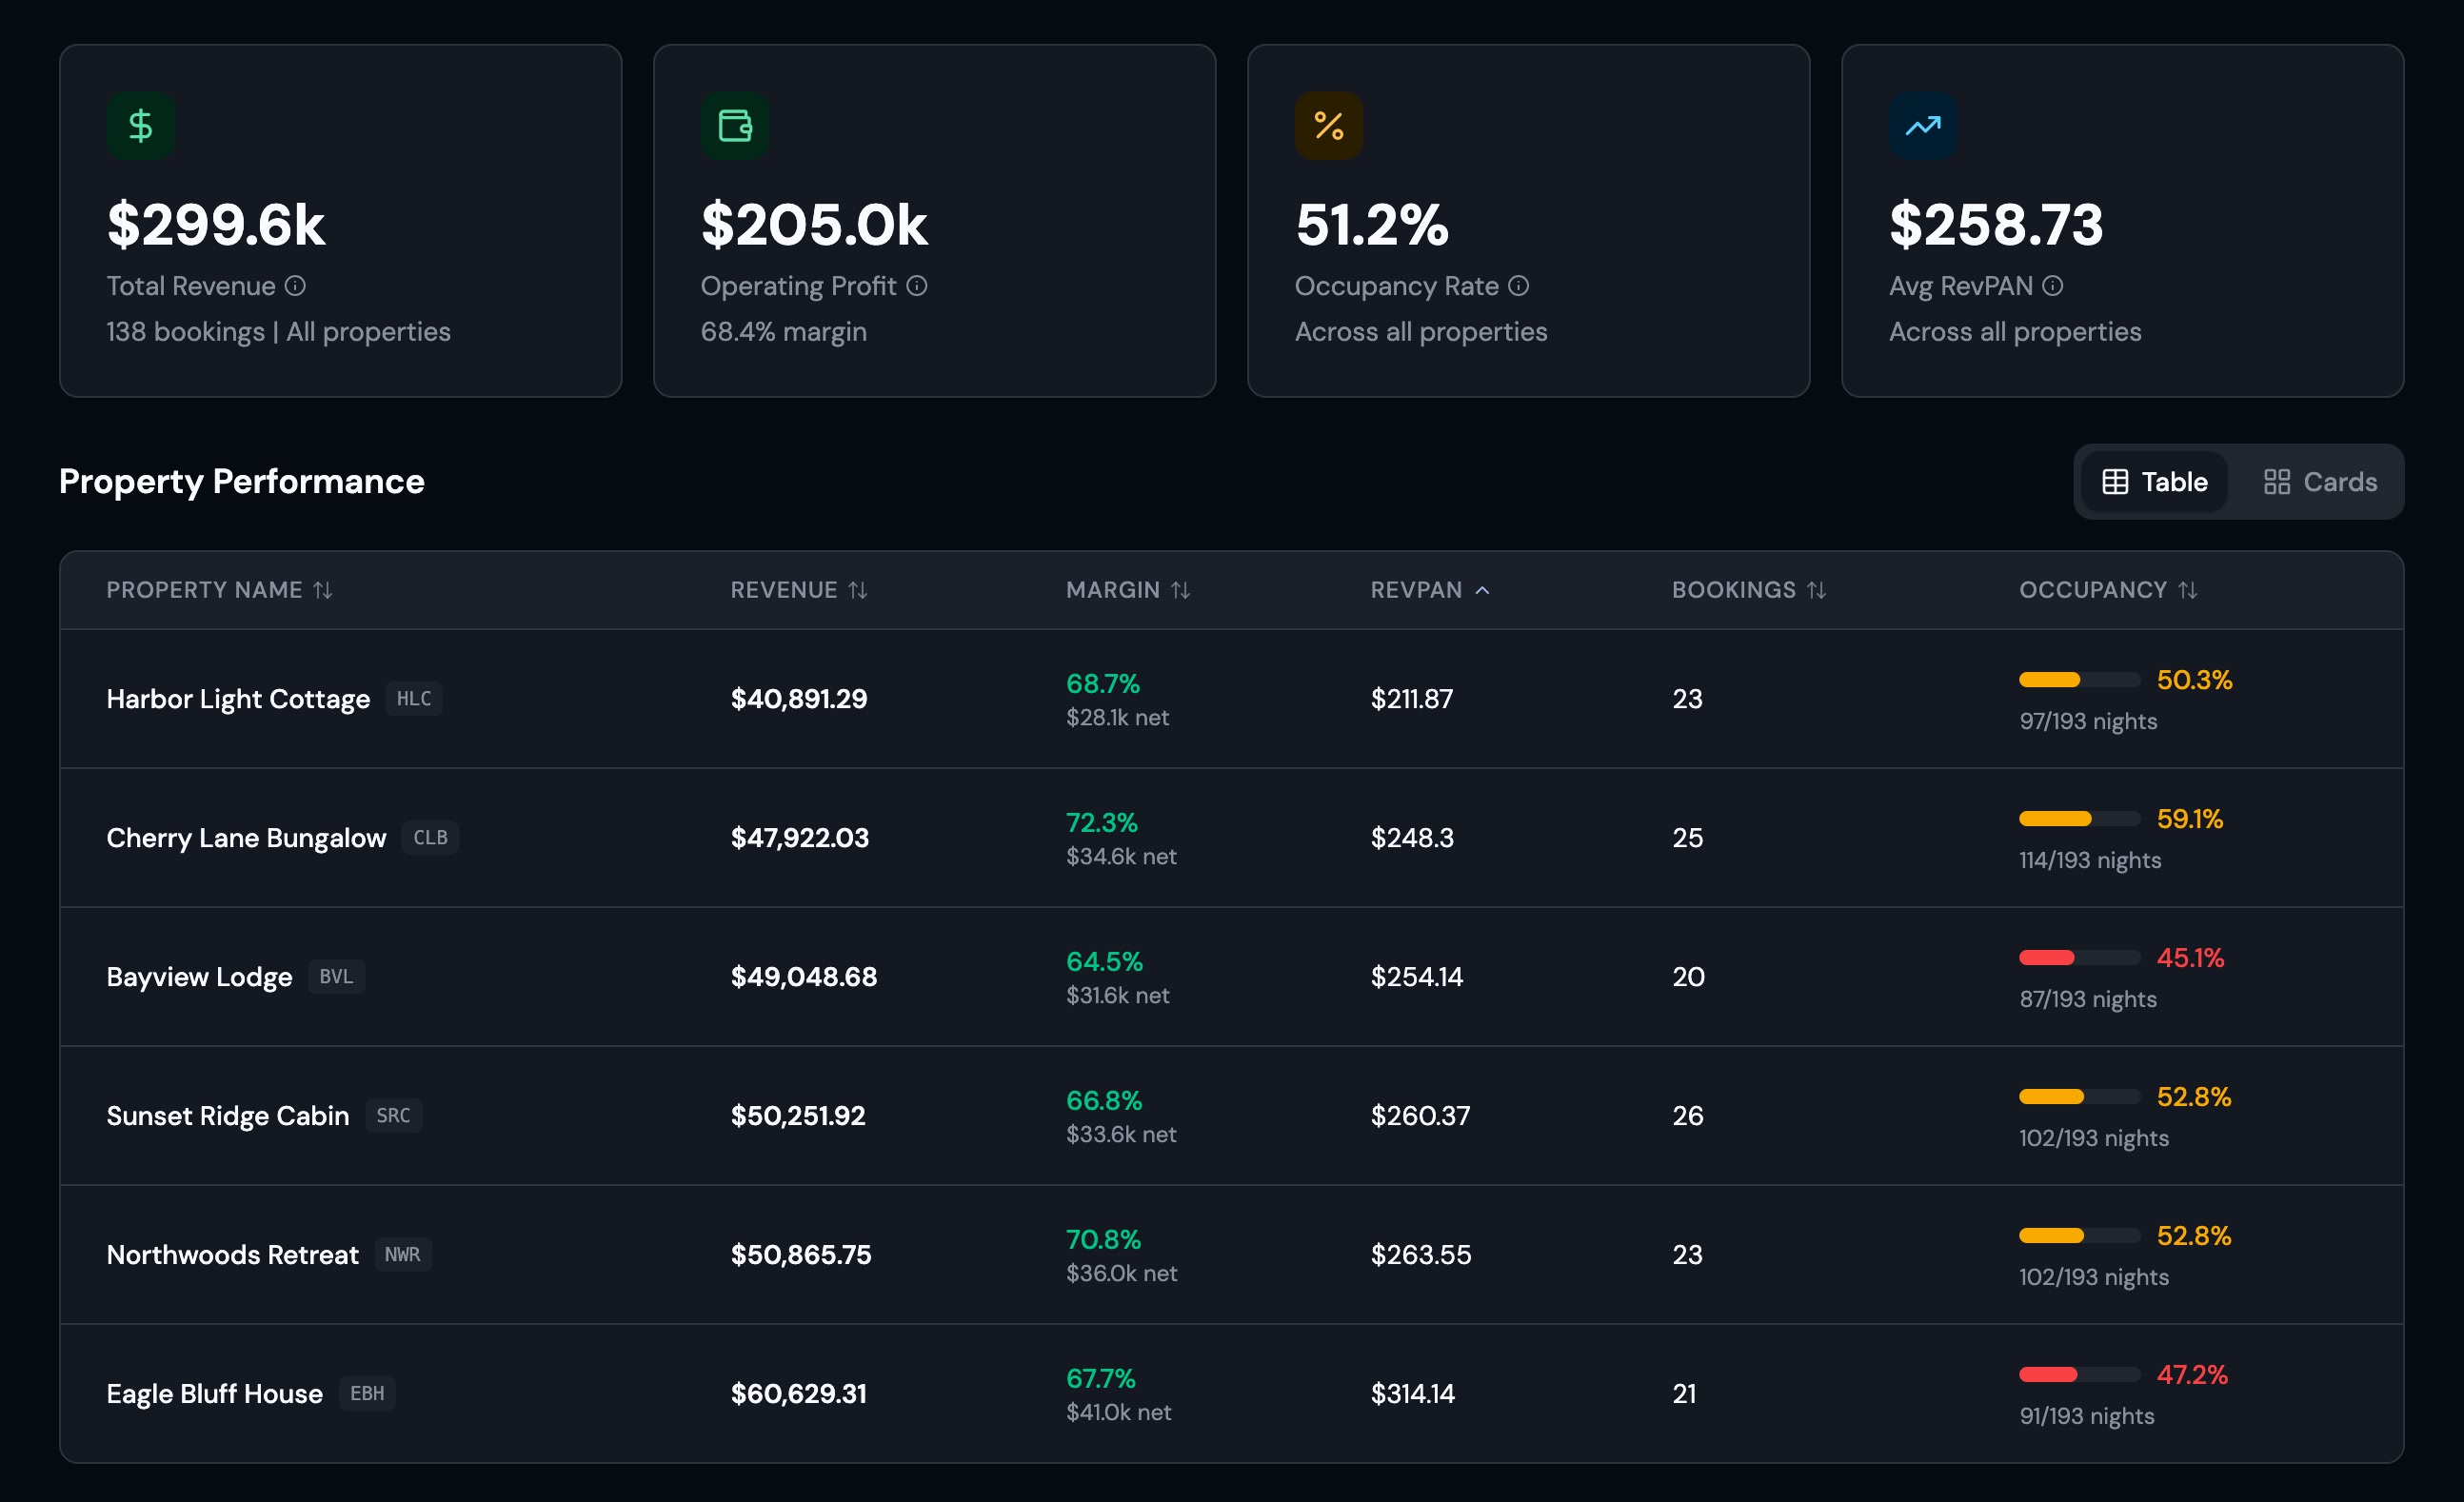 $299.6k
Total Revenue
138 bookings | All properties
$205.0k
Operating Profit
68.4% margin
51.2%
Occupancy Rate
Across all properties
$258.73
Avg RevPAN
Across all properties
Property Performance
Table Cards
PROPERTY NAME REVENUE MARGIN REVPAN BOOKINGS OCCUPANCY
Harbor Light Cottage HLC $40,891.29 68.7% $211.87 23 50.3%
$28.1k net 97/193 nights
Cherry Lane Bungalow CLB $47,922.03 72.3% $248.3 25 59.1%
$34.6k net 114/193 nights
Bayview Lodge BVL $49,048.68 64.5% $254.14 20 45.1%
$31.6k net 87/193 nights
Sunset Ridge Cabin SRC $50,251.92 66.8% $260.37 26 52.8%
$33.6k net 102/193 nights
Northwoods Retreat NWR $50,865.75 70.8% $263.55 23 52.8%
$36.0k net 102/193 nights
Eagle Bluff House EBH $60,629.31 67.7% $314.14 21 47.2%
$41.0k net 91/193 nights